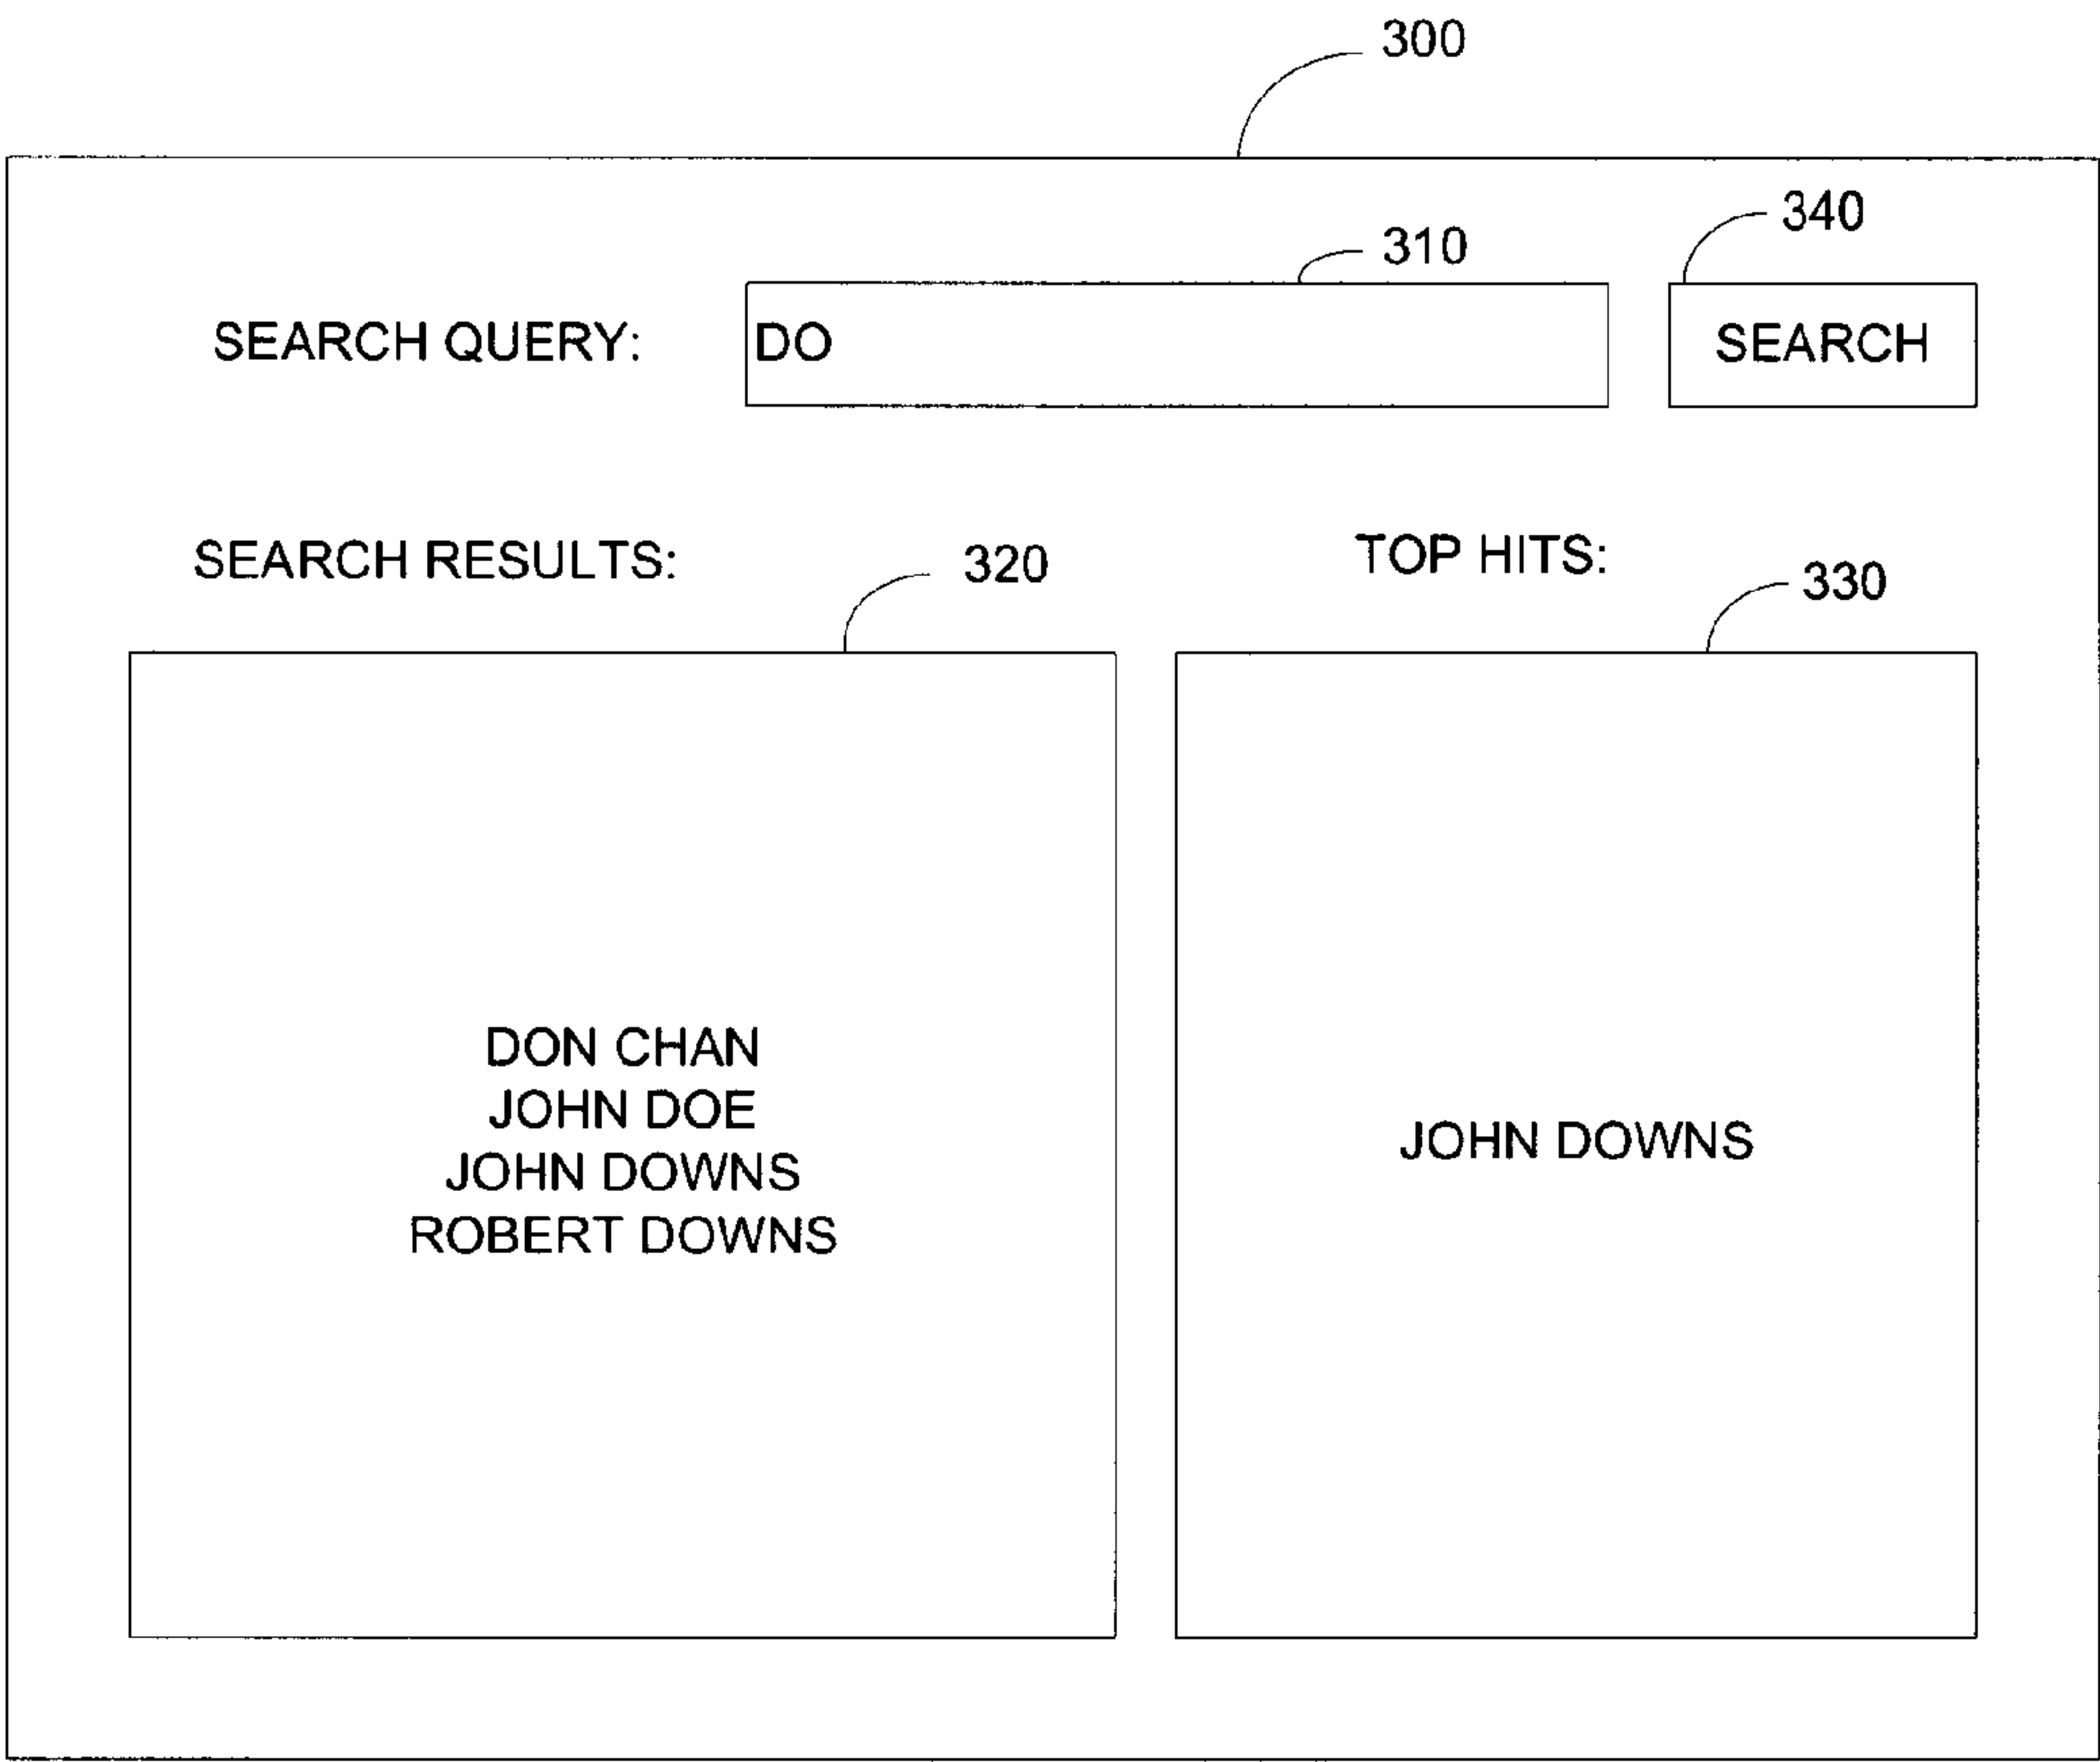 300
340
310
SEARCH QUERY: DO SEARCH
SEARCH RESULTS: 320 TOP HITS: 330
DON CHAN
JOHN DOE
JOHN DOWNS
ROBERT DOWNS
JOHN DOWNS